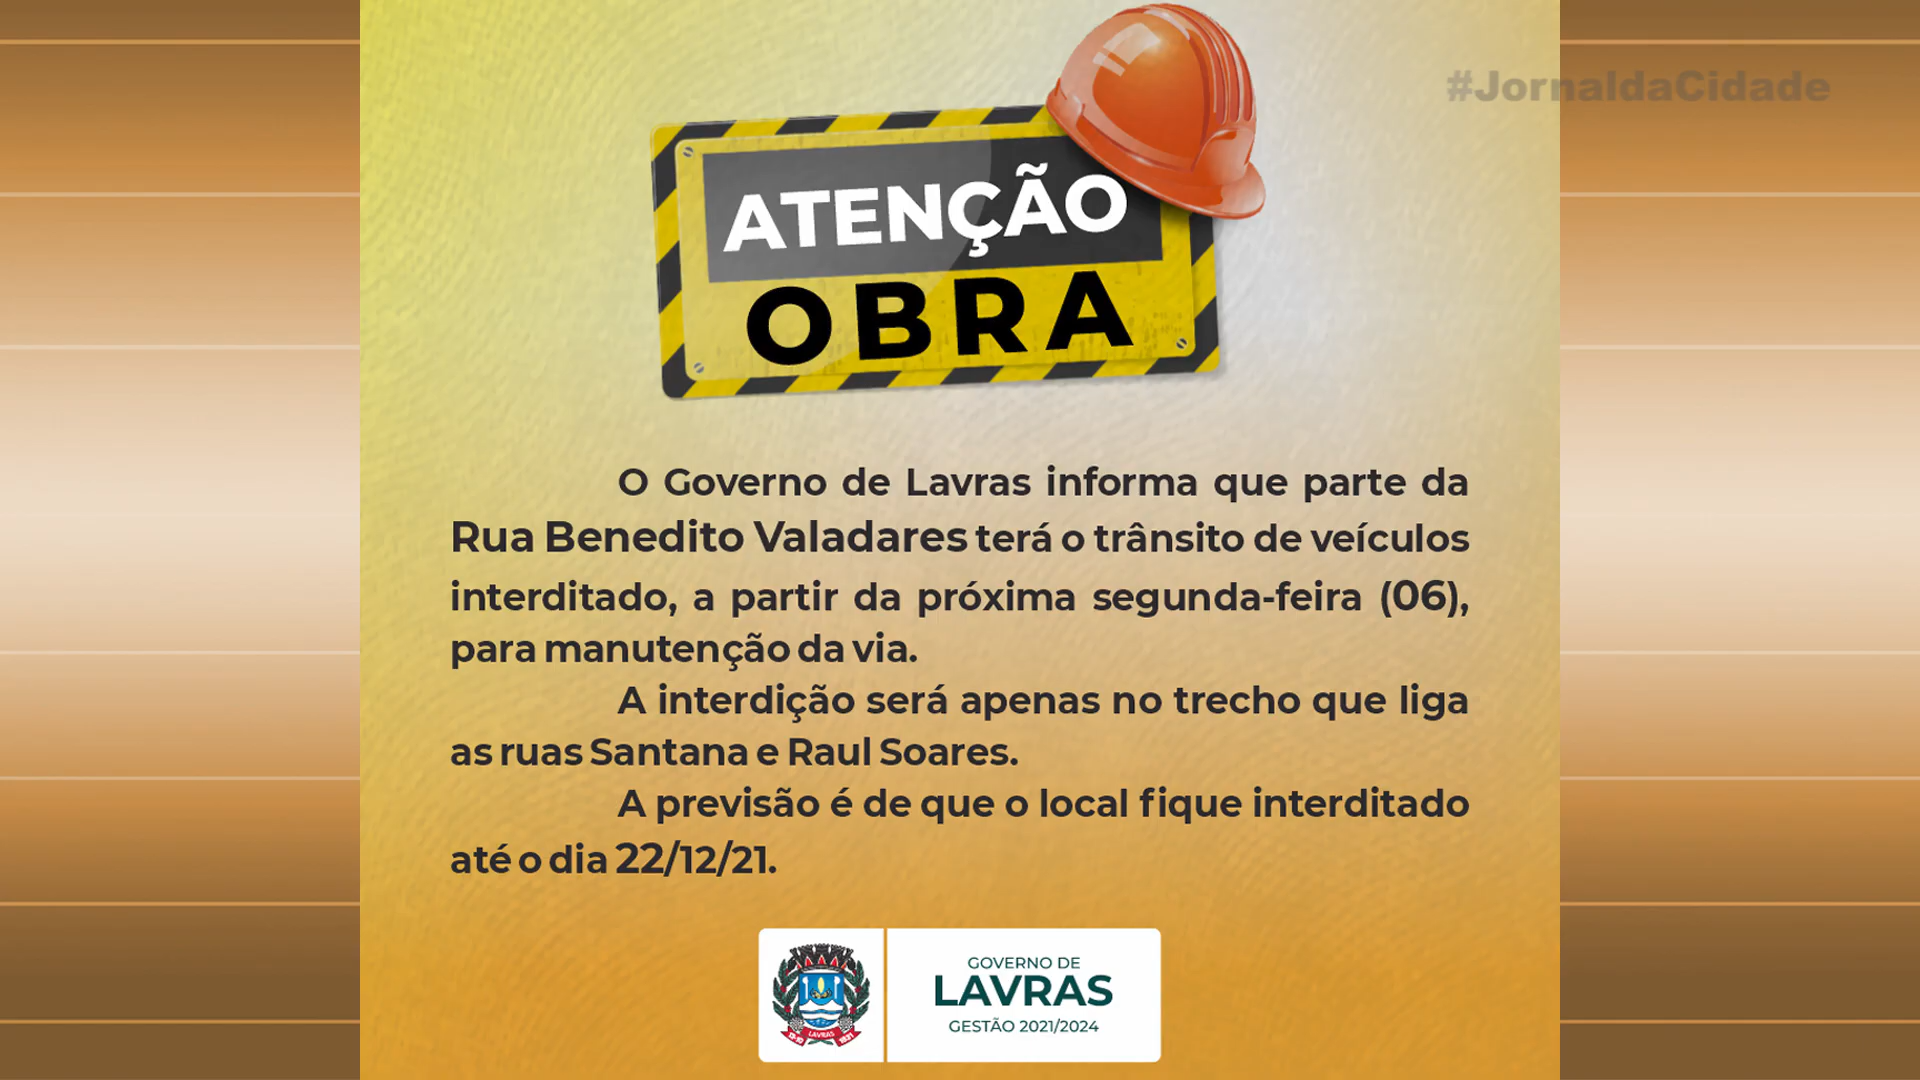 #JornaldaCidade
ATENÇÃO
OBRA
O Governo de Lavras informa que parte da
Rua Benedito Valadares terá o trânsito de veículos
interditado, a partir da próxima segunda-feira (06),
para manutenção da via.
A interdição será apenas no trecho que liga
as ruas Santana e Raul Soares.
A previsão é de que o local fique interditado
até o dia 22/12/21.
GOVERNO DE
LAVRAS
GESTÃO 2021/2024
LAVRAS